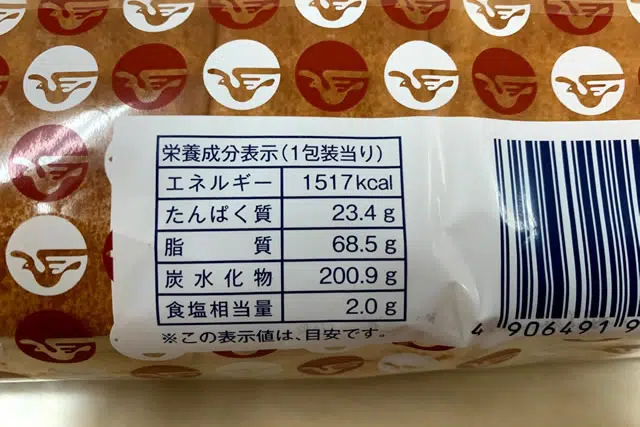 栄養成分表示(1包装当り)
エネルギー 1517kcal
たんぱく質 23.4g
脂質 68.5g
炭水化物 200.9g
食塩相当量 2.0g
※この表示値は、目安です。
4 906491 9